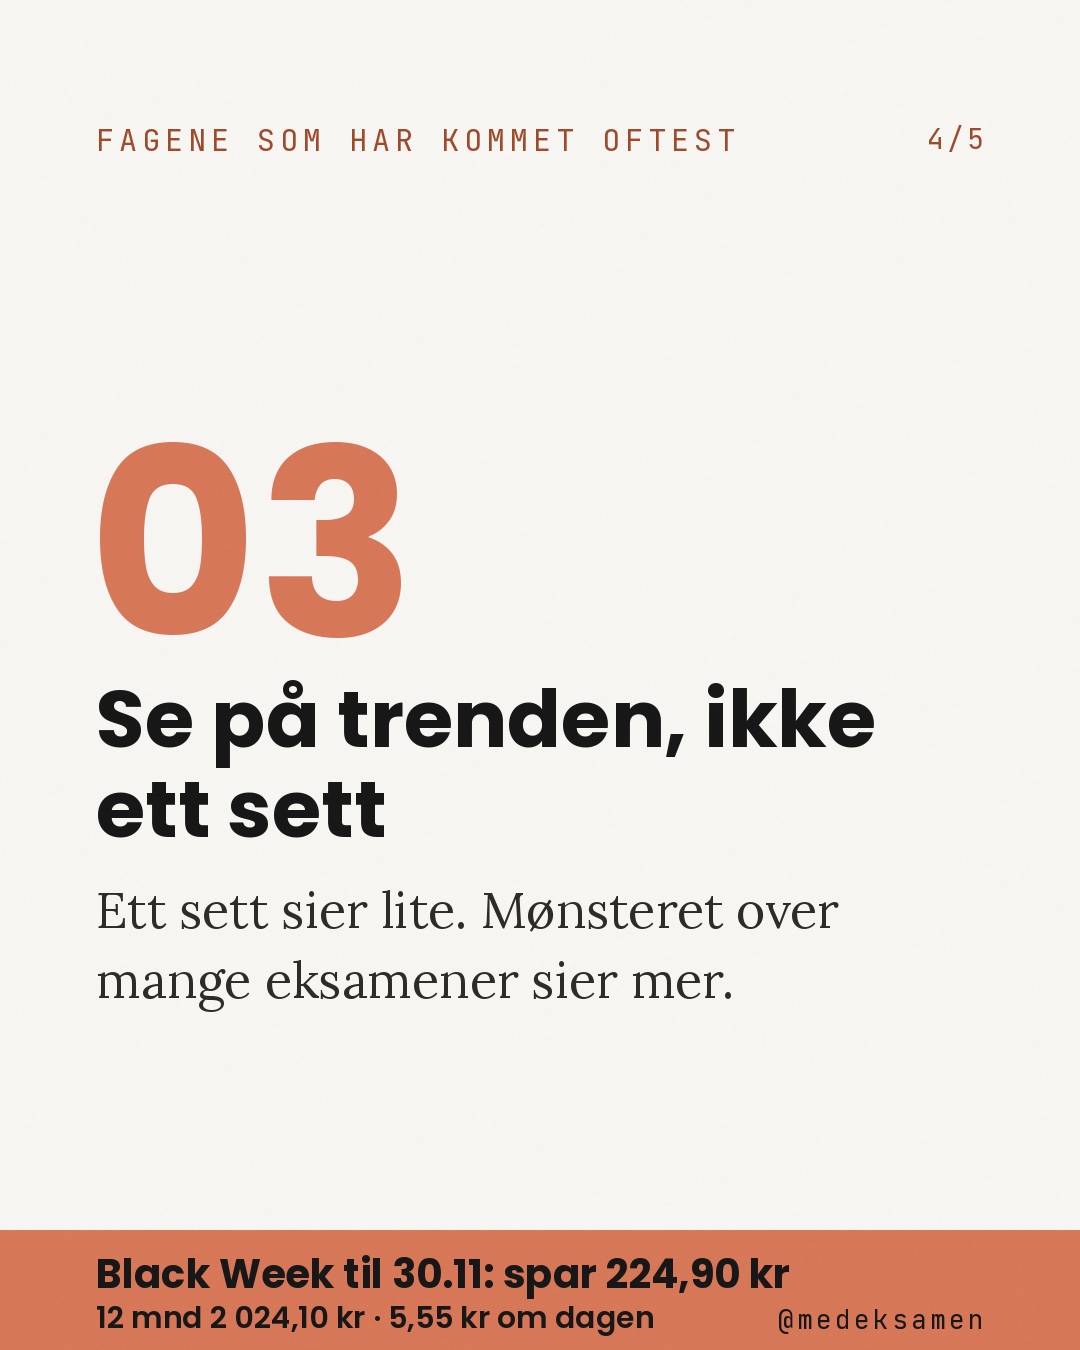 FAGENE SOM HAR KOMMET OFTEST
4/5
03
Se på trenden, ikke
ett sett
Ett sett sier lite. Mønsteret over
mange eksamener sier mer.
Black Week til 30.11: spar 224,90 kr
12 mnd 2 024,10 kr · 5,55 kr om dagen
@medeksamen